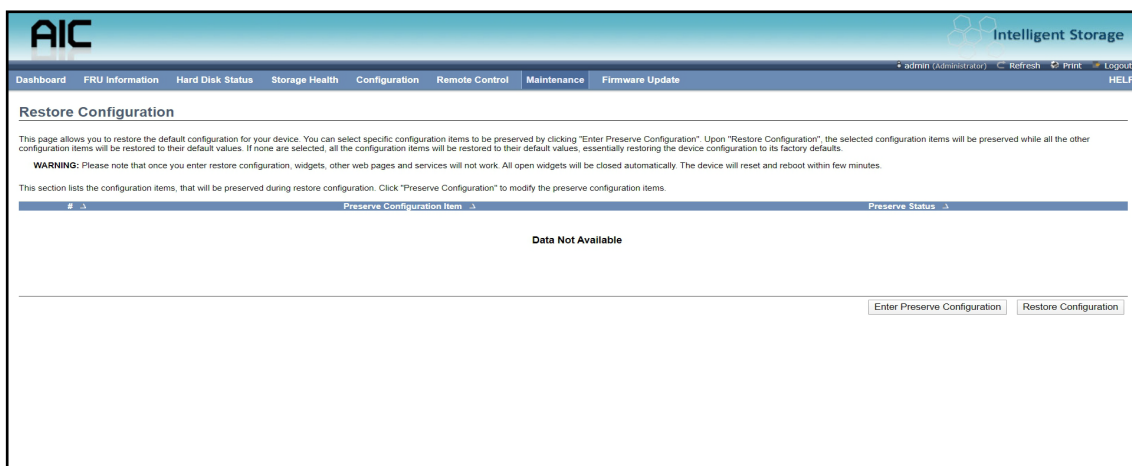 AIC
Intelligent Storage
admin (Administrator) Refresh Print Logout
Dashboard FRU Information Hard Disk Status Storage Health Configuration Remote Control Maintenance Firmware Update HELP
Restore Configuration
This page allows you to restore the default configuration for your device. You can select specific configuration items to be preserved by clicking "Enter Preserve Configuration". Upon "Restore Configuration", the selected configuration items will be preserved while all the other
configuration items will be restored to their default values. If none are selected, all the configuration items will be restored to their default values, essentially restoring the device configuration to its factory defaults.
WARNING: Please note that once you enter restore configuration, widgets, other web pages and services will not work. All open widgets will be closed automatically. The device will reset and reboot within few minutes.
This section lists the configuration items, that will be preserved during restore configuration. Click "Preserve Configuration" to modify the preserve configuration items.
# Preserve Configuration Item Preserve Status
Data Not Available
Enter Preserve Configuration Restore Configuration